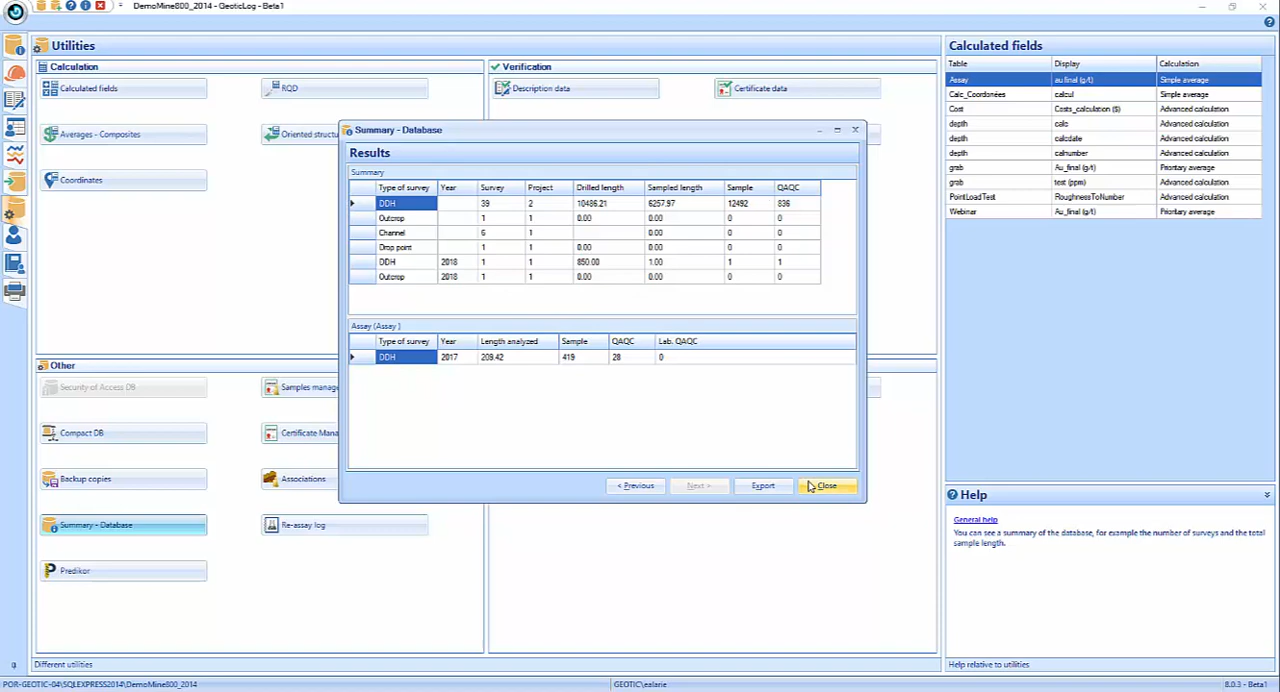 DemoMine800_2014 - GeoticLog - Beta1
Utilities
Calculation
Calculated fields
RQD
Averages - Composites
Oriented structu
Coordinates
Verification
Description data
Certificate data
Calculated fields
Table Display Calculation
Assay au final (g/t) Simple average
Calc_Coordonées calcul Simple average
Cost Costs_calculation ($) Advanced calculation
depth calc Advanced calculation
depth calcdate Advanced calculation
depth calnumber Advanced calculation
grab Au_final (g/t) Prioritary average
grab test (ppm) Advanced calculation
PointLoadTest RoughnessToNumber Advanced calculation
Webinar Au_final (g/t) Prioritary average
Summary - Database
Results
Summary
Type of survey Year Survey Project Drilled length Sampled length Sample QAQC
DDH 39 2 10486.21 6257.97 12492 836
Outcrop 1 1 0.00 0.00 0 0
Channel 6 1 0.00 0 0
Drop point 1 1 0.00 0.00 0 0
DDH 2018 1 1 850.00 1.00 1 1
Outcrop 2018 1 1 0.00 0.00 0 0
Assay (Assay )
Type of survey Year Length analyzed Sample QAQC Lab. QAQC
DDH 2017 209.42 419 28 0
< Previous
Next >
Export
Close
Other
Security of Access DB
Samples manag
Compact DB
Certificate Mana
Backup copies
Associations
Summary - Database
Re-assay log
Predikor
Help
General help
You can see a summary of the database, for example the number of surveys and the total
sample length.
Different utilities
Help relative to utilities
POR-GEOTIC-04\SQLEXPRESS2014\DemoMine800_2014
GEOTIC\ealarie
8.0.3 - Beta1